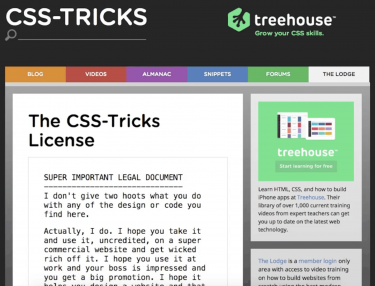 CSS-TRICKS
treehouse™
Grow your CSS skills.
BLOG
VIDEOS
ALMANAC
SNIPPETS
FORUMS
THE LODGE
The CSS-Tricks
License
SUPER IMPORTANT LEGAL DOCUMENT
------------------------------
I don't give two hoots what you do
with any of the design or code you
find here.
Actually, I do. I hope you take it
and use it, uncredited, on a super
commercial website and get wicked
rich off it. I hope you use it at
work and your boss is impressed and
you get a big promotion. I hope it
helps you design a website and that
treehouse™
Start learning for free
Learn HTML, CSS, and how to build
iPhone apps at Treehouse. Their
library of over 1,000 current training
videos from expert teachers can get
you up to date on the latest web
technology.
The Lodge is a member login only
area with access to video training
on how to build websites from